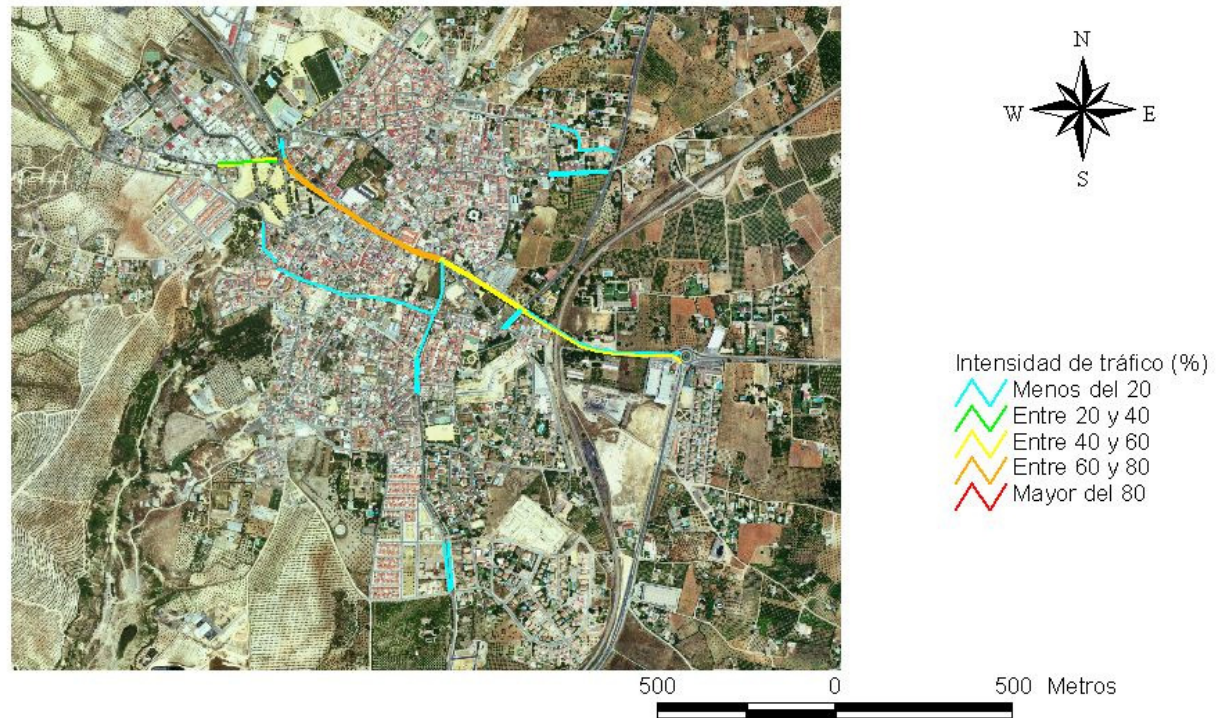 N
W E
S
Intensidad de tráfico (%)
Menos del 20
Entre 20 y 40
Entre 40 y 60
Entre 60 y 80
Mayor del 80
500 0 500 Metros